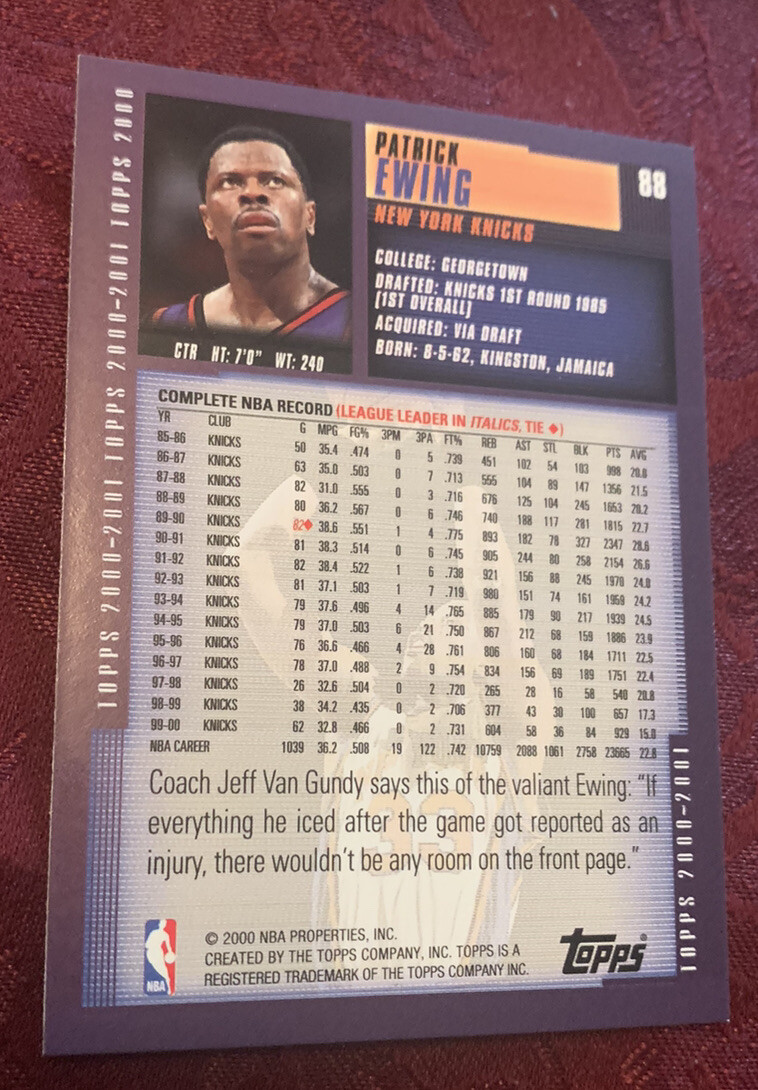 TOPPS 2000-2001 TOPPS 2000-2001 TOPPS 2000
PATRICK
EWING
88
NEW YORK KNICKS
COLLEGE: GEORGETOWN
DRAFTED: KNICKS 1ST ROUND 1985
(1ST OVERALL)
ACQUIRED: VIA DRAFT
BORN: 8-5-62, KINGSTON, JAMAICA
CTR HT: 7'0" WT: 240
COMPLETE NBA RECORD (LEAGUE LEADER IN ITALICS, TIE ♦)
YR CLUB G MPG FG% 3PM 3PA FT% REB AST STL BLK PTS AVG
85-86 KNICKS 50 35.4 .474 0 5 .739 451 102 54 103 998 20.0
86-87 KNICKS 63 35.0 .503 0 7 .713 555 104 89 147 1356 21.5
87-88 KNICKS 82 31.0 .555 0 3 .716 676 125 104 245 1653 20.2
88-89 KNICKS 80 36.2 .567 0 6 .746 740 188 117 281 1815 22.7
89-90 KNICKS 82♦ 38.6 .551 1 4 .775 893 182 78 327 2347 28.6
90-91 KNICKS 81 38.3 .514 0 6 .745 905 244 80 258 2154 26.6
91-92 KNICKS 82 38.4 .522 1 6 .738 921 156 88 245 1970 24.0
92-93 KNICKS 81 37.1 .503 1 7 .719 980 151 74 161 1959 24.2
93-94 KNICKS 79 37.6 .496 4 14 .765 885 179 90 217 1939 24.5
94-95 KNICKS 79 37.0 .503 6 21 .750 867 212 68 159 1886 23.9
95-96 KNICKS 76 36.6 .466 4 28 .761 806 160 68 184 1711 22.5
96-97 KNICKS 78 37.0 .488 2 9 .754 834 156 69 189 1751 22.4
97-98 KNICKS 26 32.6 .504 0 2 .720 265 28 16 58 540 20.8
98-99 KNICKS 38 34.2 .435 0 2 .706 377 43 30 100 657 17.3
99-00 KNICKS 62 32.8 .466 0 2 .731 604 58 36 84 929 15.0
NBA CAREER 1039 36.2 .508 19 122 .742 10759 2088 1061 2758 23665 22.8
Coach Jeff Van Gundy says this of the valiant Ewing: "If
everything he iced after the game got reported as an
injury, there wouldn't be any room on the front page."
33
TOPPS 2000-2001
NBA
© 2000 NBA PROPERTIES, INC.
CREATED BY THE TOPPS COMPANY, INC. TOPPS IS A
REGISTERED TRADEMARK OF THE TOPPS COMPANY INC.
Topps®